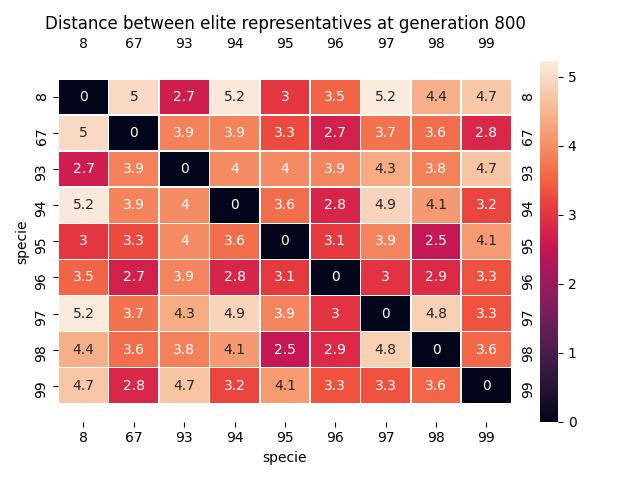 Distance between elite representatives at generation 800
8 67 93 94 95 96 97 98 99
8 0 5 2.7 5.2 3 3.5 5.2 4.4 4.7 8
67 5 0 3.9 3.9 3.3 2.7 3.7 3.6 2.8 67
93 2.7 3.9 0 4 4 3.9 4.3 3.8 4.7 93
94 5.2 3.9 4 0 3.6 2.8 4.9 4.1 3.2 94
95 3 3.3 4 3.6 0 3.1 3.9 2.5 4.1 95
96 3.5 2.7 3.9 2.8 3.1 0 3 2.9 3.3 96
97 5.2 3.7 4.3 4.9 3.9 3 0 4.8 3.3 97
98 4.4 3.6 3.8 4.1 2.5 2.9 4.8 0 3.6 98
99 4.7 2.8 4.7 3.2 4.1 3.3 3.3 3.6 0 99
8 67 93 94 95 96 97 98 99
specie
specie
5
4
3
2
1
0